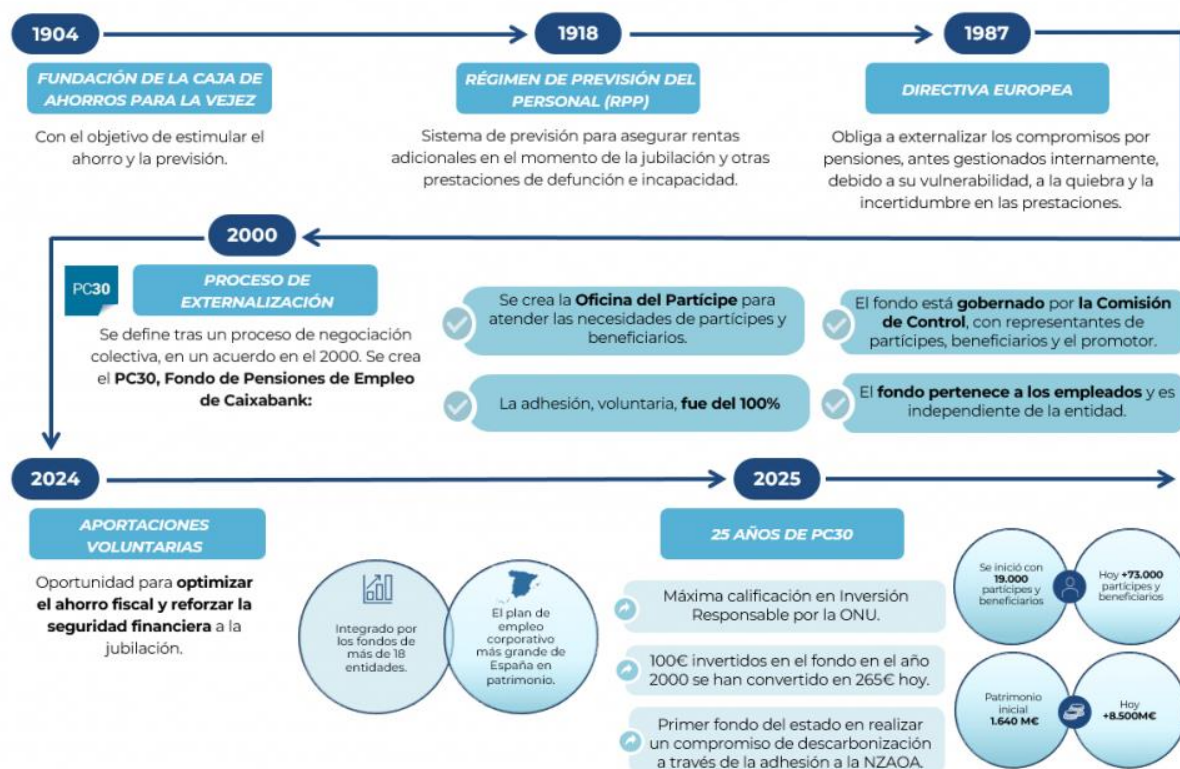 1904
FUNDACIÓN DE LA CAJA DE
AHORROS PARA LA VEJEZ
Con el objetivo de estimular el
ahorro y la previsión.
1918
RÉGIMEN DE PREVISIÓN DEL
PERSONAL (RPP)
Sistema de previsión para asegurar rentas
adicionales en el momento de la jubilación y otras
prestaciones de defunción e incapacidad.
1987
DIRECTIVA EUROPEA
Obliga a externalizar los compromisos por
pensiones, antes gestionados internamente,
debido a su vulnerabilidad, a la quiebra y la
incertidumbre en las prestaciones.
2000
PC30
PROCESO DE
EXTERNALIZACIÓN
Se define tras un proceso de negociación
colectiva, en un acuerdo en el 2000. Se crea
el PC30, Fondo de Pensiones de Empleo
de Caixabank:
Se crea la Oficina del Partícipe para
atender las necesidades de partícipes y
beneficiarios.
El fondo está gobernado por la Comisión
de Control, con representantes de
partícipes, beneficiarios y el promotor.
La adhesión, voluntaria, fue del 100%
El fondo pertenece a los empleados y es
independiente de la entidad.
2024
APORTACIONES
VOLUNTARIAS
Oportunidad para optimizar
el ahorro fiscal y reforzar la
seguridad financiera a la
jubilación.
Integrado por
los fondos de
más de 18
entidades.
El plan de
empleo
corporativo
más grande de
España en
patrimonio.
2025
25 AÑOS DE PC30
Máxima calificación en Inversión
Responsable por la ONU.
100€ invertidos en el fondo en el año
2000 se han convertido en 265€ hoy.
Primer fondo del estado en realizar
un compromiso de descarbonización
a través de la adhesión a la NZAOA.
Se inició con
19.000
partícipes y
beneficiarios
Hoy +73.000
partícipes y
beneficiarios
Patrimonio
inicial
1.640 M€
Hoy
+8.500M€